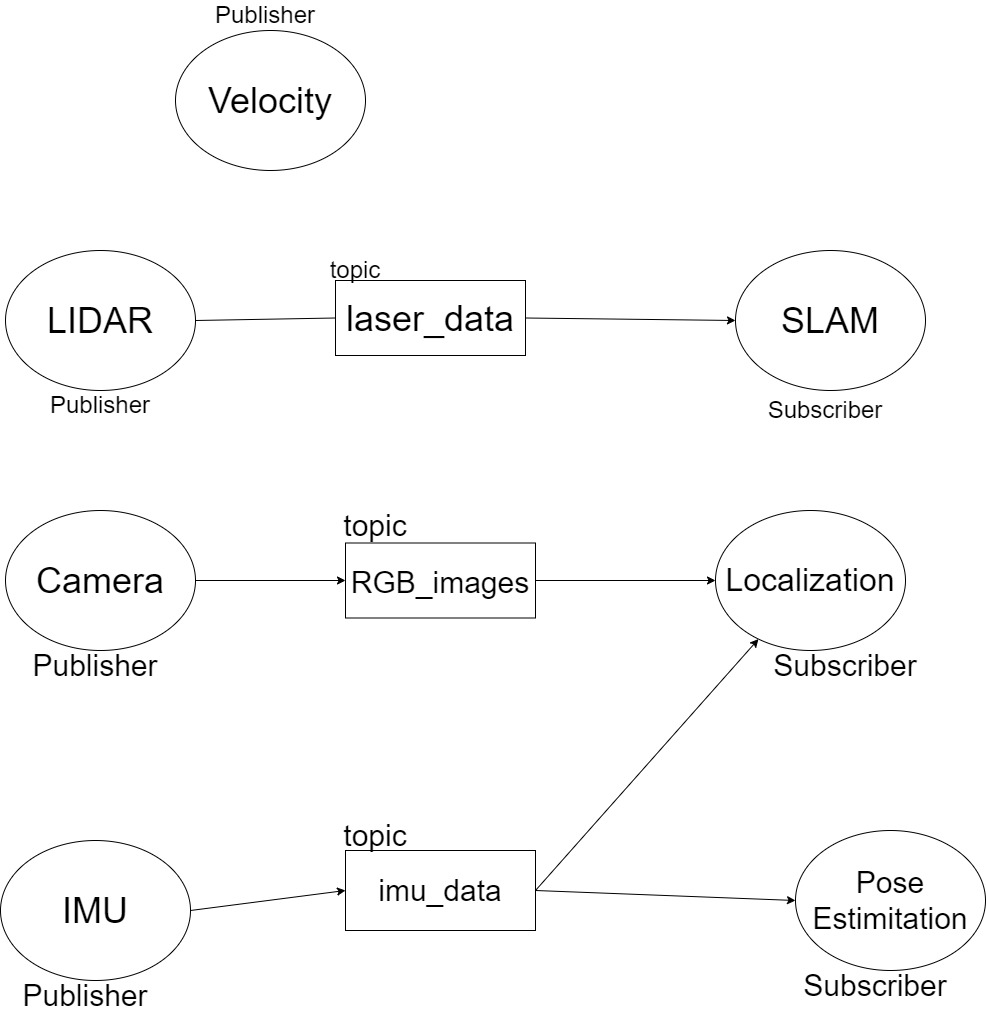 Publisher
Velocity
topic
LIDAR
laser_data
SLAM
Publisher
Subscriber
topic
Camera
RGB_images
Localization
Publisher
Subscriber
topic
IMU
imu_data
Pose
Estimitation
Publisher
Subscriber